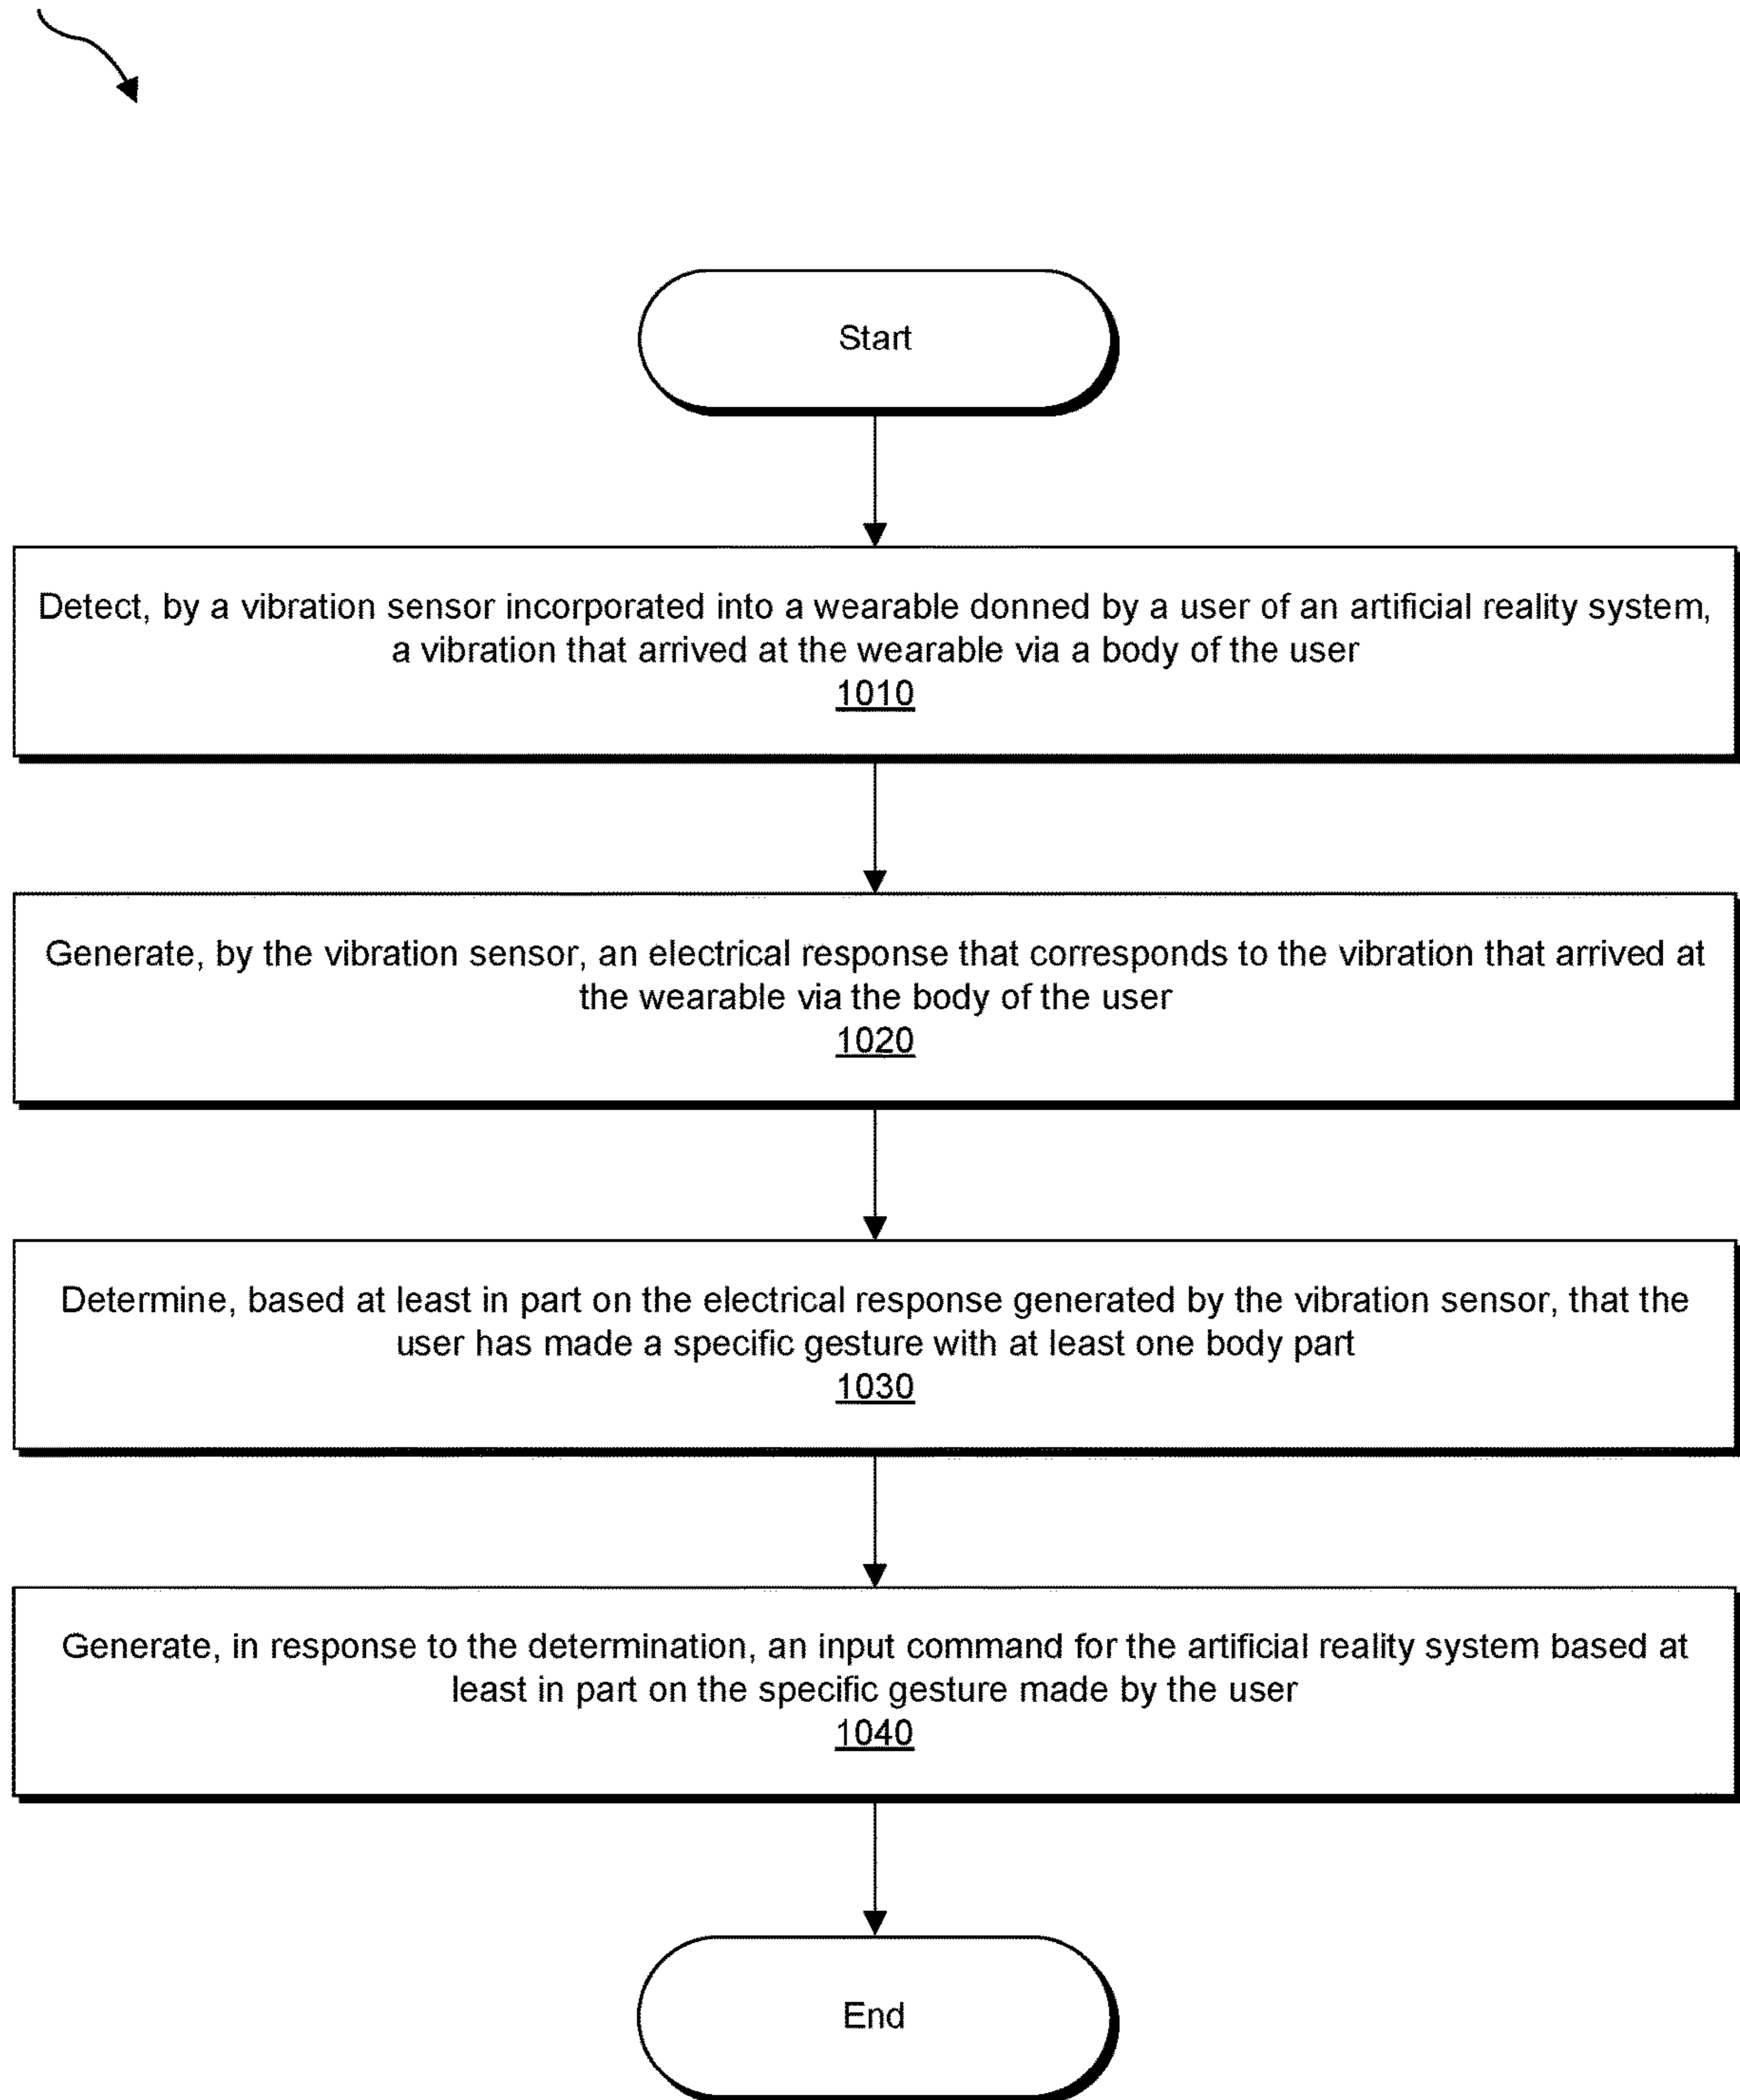 Start
Detect, by a vibration sensor incorporated into a wearable donned by a user of an artificial reality system,
a vibration that arrived at the wearable via a body of the user
1010
Generate, by the vibration sensor, an electrical response that corresponds to the vibration that arrived at
the wearable via the body of the user
1020
Determine, based at least in part on the electrical response generated by the vibration sensor, that the
user has made a specific gesture with at least one body part
1030
Generate, in response to the determination, an input command for the artificial reality system based at
least in part on the specific gesture made by the user
1040
End